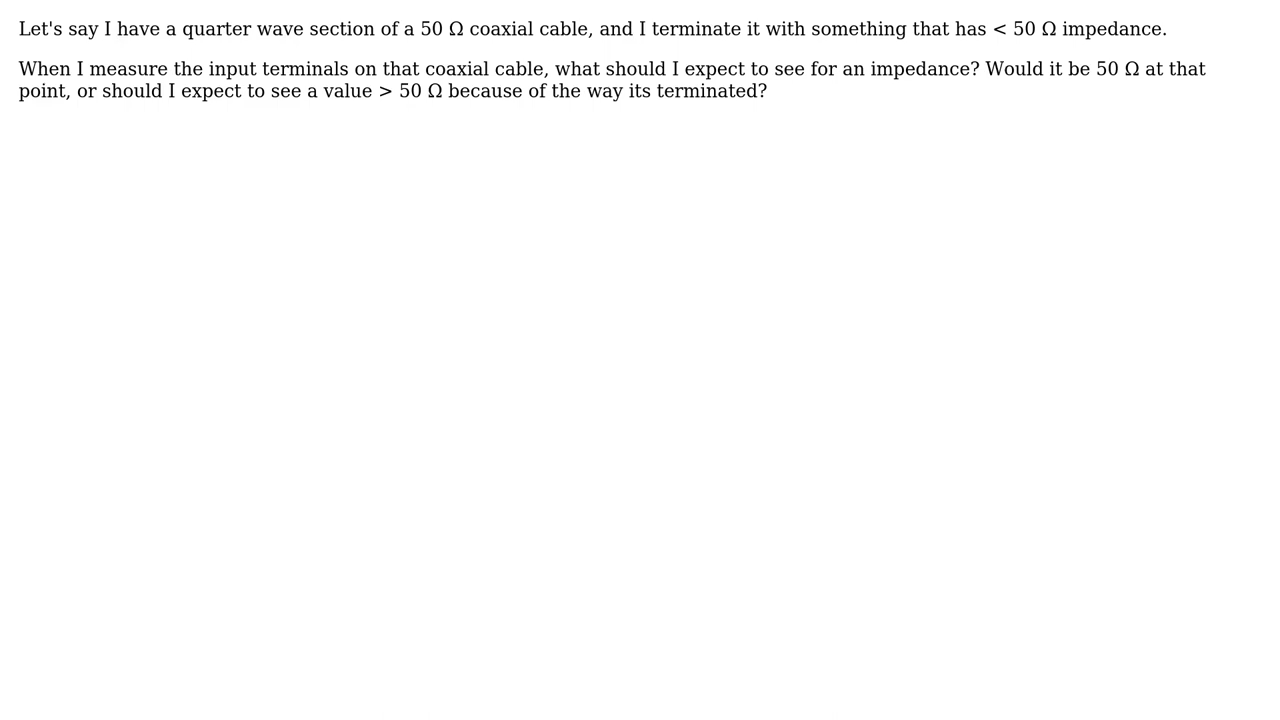 Let's say I have a quarter wave section of a 50 Ω coaxial cable, and I terminate it with something that has < 50 Ω impedance.
When I measure the input terminals on that coaxial cable, what should I expect to see for an impedance? Would it be 50 Ω at that
point, or should I expect to see a value > 50 Ω because of the way its terminated?